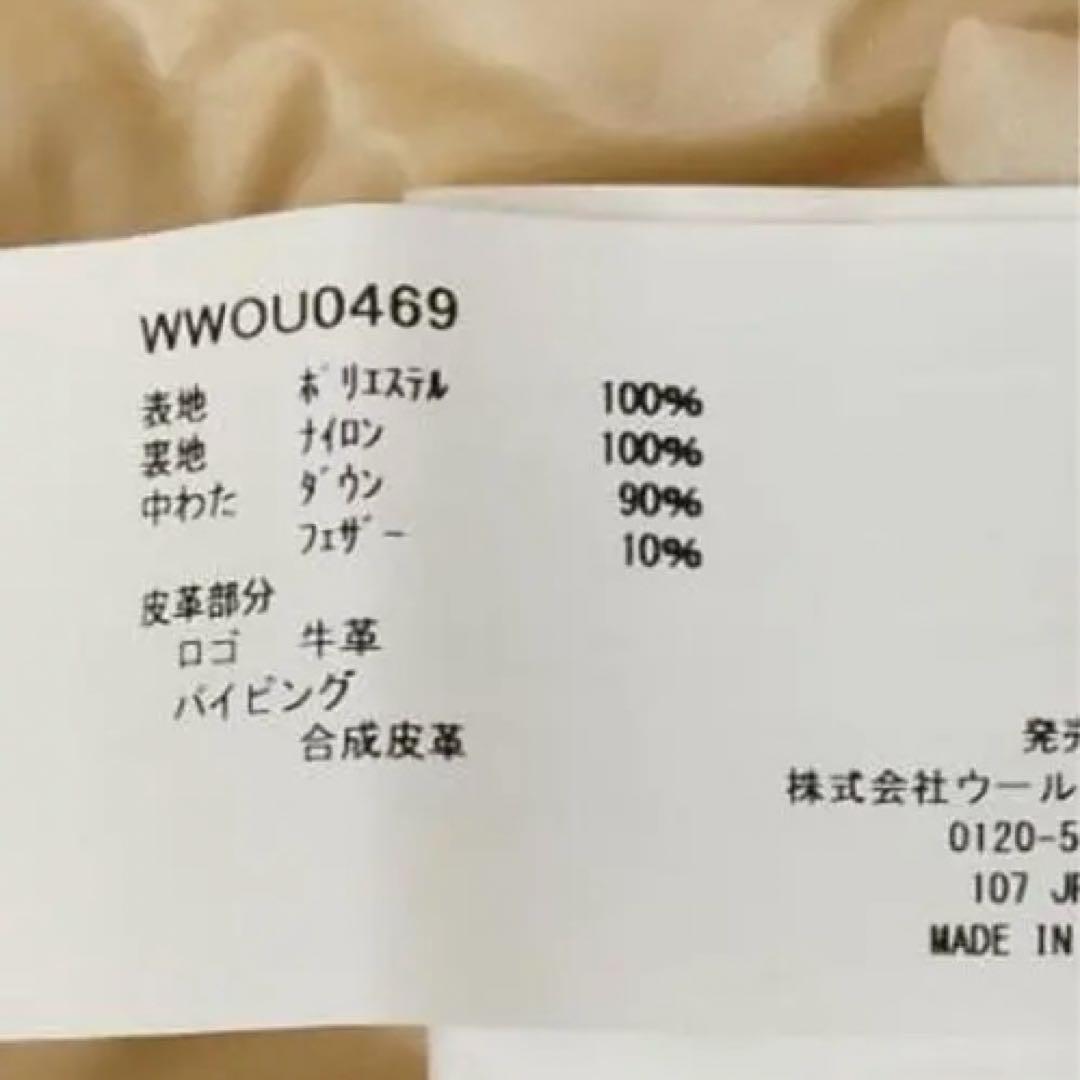 WWOU0469
表地 ﾎﾟﾘｴｽﾃﾙ 100%
裏地 ﾅｲﾛﾝ 100%
中わた ﾀﾞｳﾝ 90%
ﾌｪｻﾞｰ 10%
皮革部分
ロゴ 牛革
パイピング
合成皮革
発売
株式会社ウール
0120-5
107 JP
MADE IN